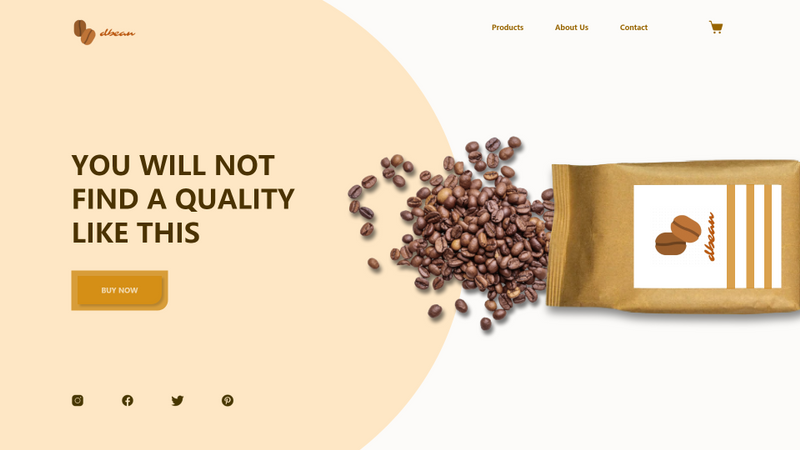 dbean
Products
About Us
Contact
YOU WILL NOT
FIND A QUALITY
LIKE THIS
BUY NOW
dbean